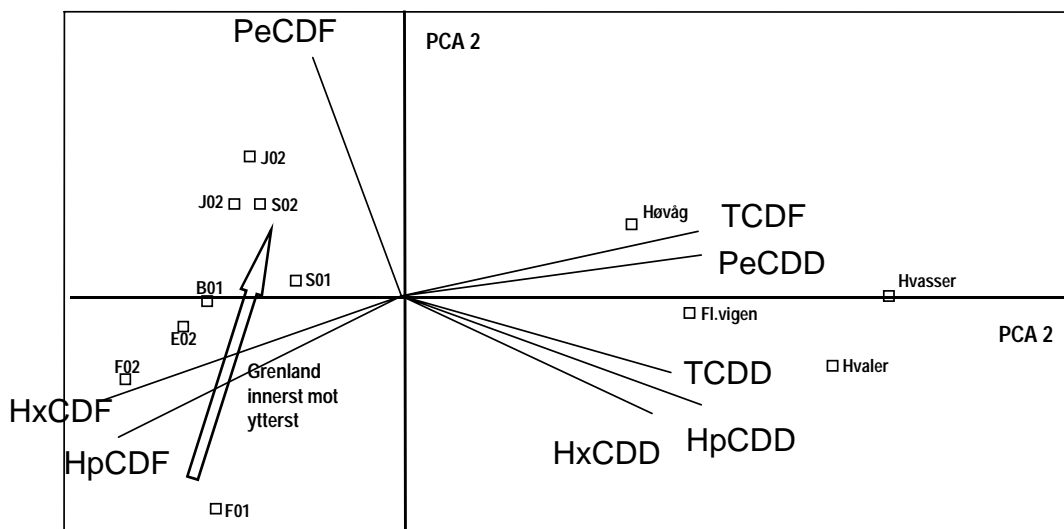 PeCDF
PCA 2
J02
J02
S02
Høvåg
TCDF
PeCDD
S01
B01
Hvasser
E02
Fl.vigen
PCA 2
F02
Grenland
innerst mot
ytterst
TCDD
Hvaler
HxCDF
HpCDF
HxCDD
HpCDD
F01